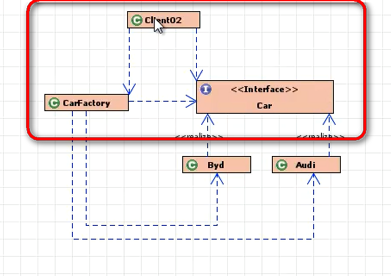 Client02
<<Interface>>
CarFactory
Car
<<realize>>
<<realize>>
Byd
Audi